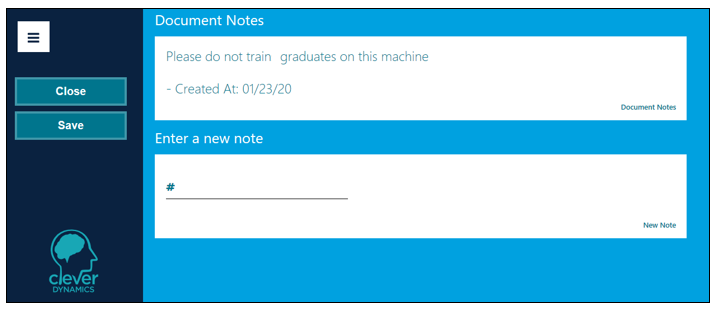 Document Notes
Please do not train  graduates on this machine
Close
- Created At: 01/23/20
Document Notes
Save
Enter a new note
#
New Note
clever
DYNAMICS